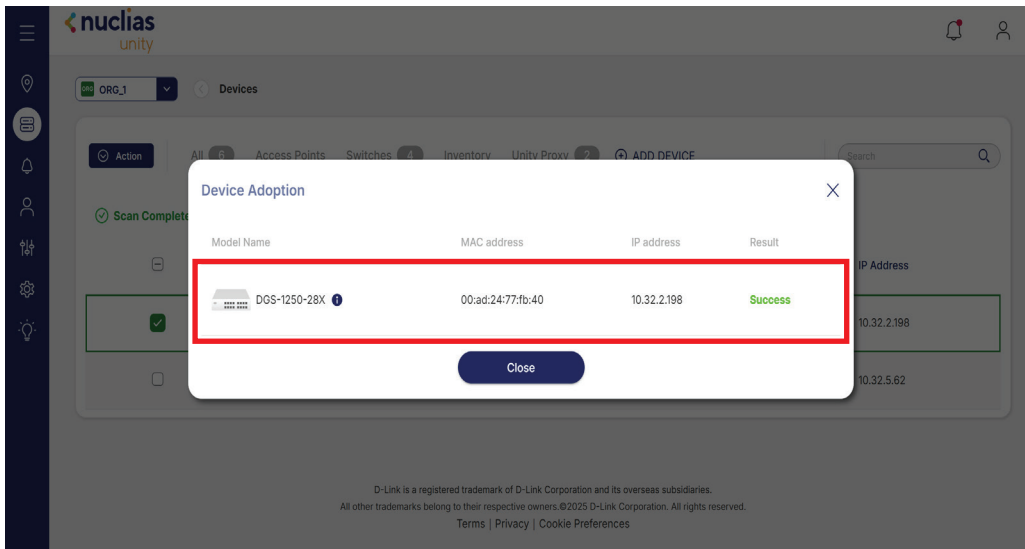 nuclias
unity
ORG ORG_1
Devices
Action
All 6 Access Points Switches 4 Inventory Unity Proxy 2 ADD DEVICE
Search
Device Adoption
Scan Complete
Model Name MAC address IP address Result
IP Address
DGS-1250-28X 00:ad:24:77:fb:40 10.32.2.198 Success
10.32.2.198
Close
10.32.5.62
D-Link is a registered trademark of D-Link Corporation and its overseas subsidiaries.
All other trademarks belong to their respective owners.©2025 D-Link Corporation. All rights reserved.
Terms | Privacy | Cookie Preferences